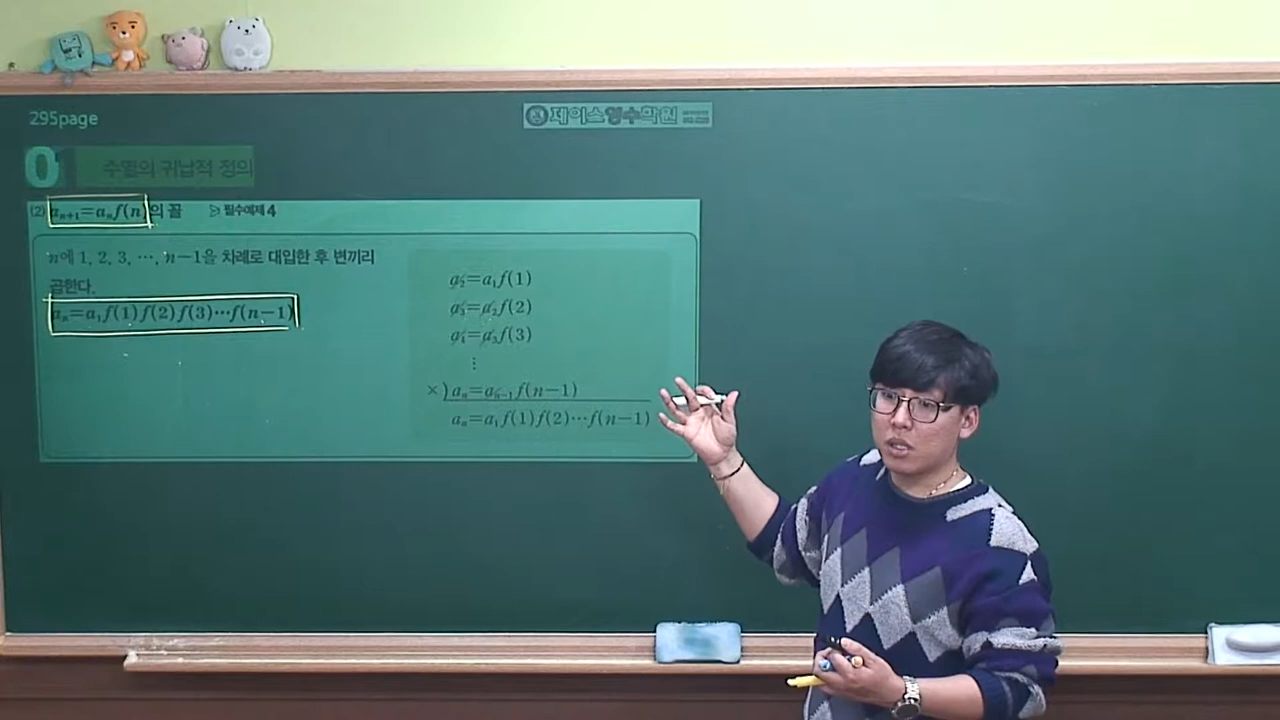 295page
제이스영수학원
0
수열의 귀납적 정의
(2) aₙ₊₁=aₙf(n)의 꼴 ▷ 필수예제 4
n에 1, 2, 3, ⋯, n−1을 차례로 대입한 후 변끼리
곱한다.
aₙ=a₁f(1)f(2)f(3)⋯f(n−1)
a₂=a₁f(1)
a₃=a₂f(2)
a₄=a₃f(3)
⋮
×) aₙ=aₙ₋₁f(n−1)
aₙ=a₁f(1)f(2)⋯f(n−1)